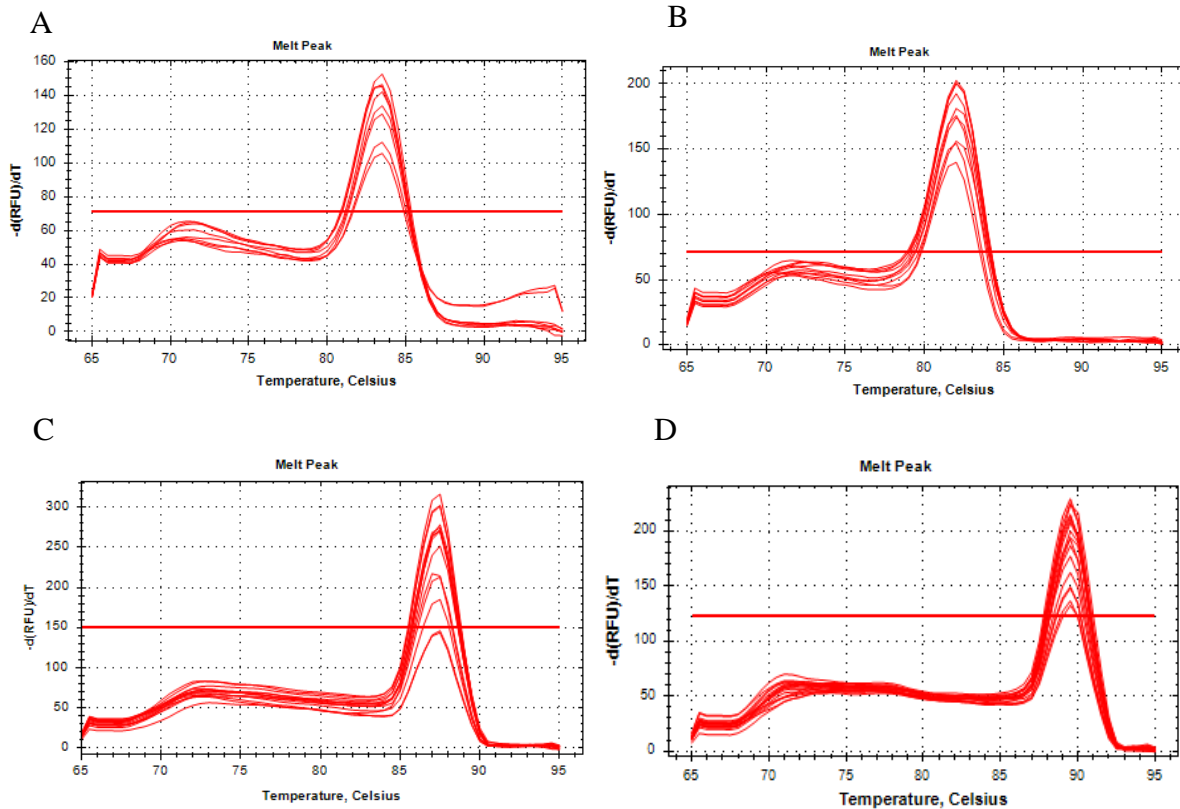 A
Melt Peak
160
140
120
100
80
60
40
20
0
-d(RFU)/dT
65 70 75 80 85 90 95
Temperature, Celsius
B
Melt Peak
200
150
100
50
0
-d(RFU)/dT
65 70 75 80 85 90 95
Temperature, Celsius
C
Melt Peak
300
250
200
150
100
50
0
-d(RFU)/dT
65 70 75 80 85 90 95
Temperature, Celsius
D
Melt Peak
200
150
100
50
0
-d(RFU)/dT
65 70 75 80 85 90 95
Temperature, Celsius